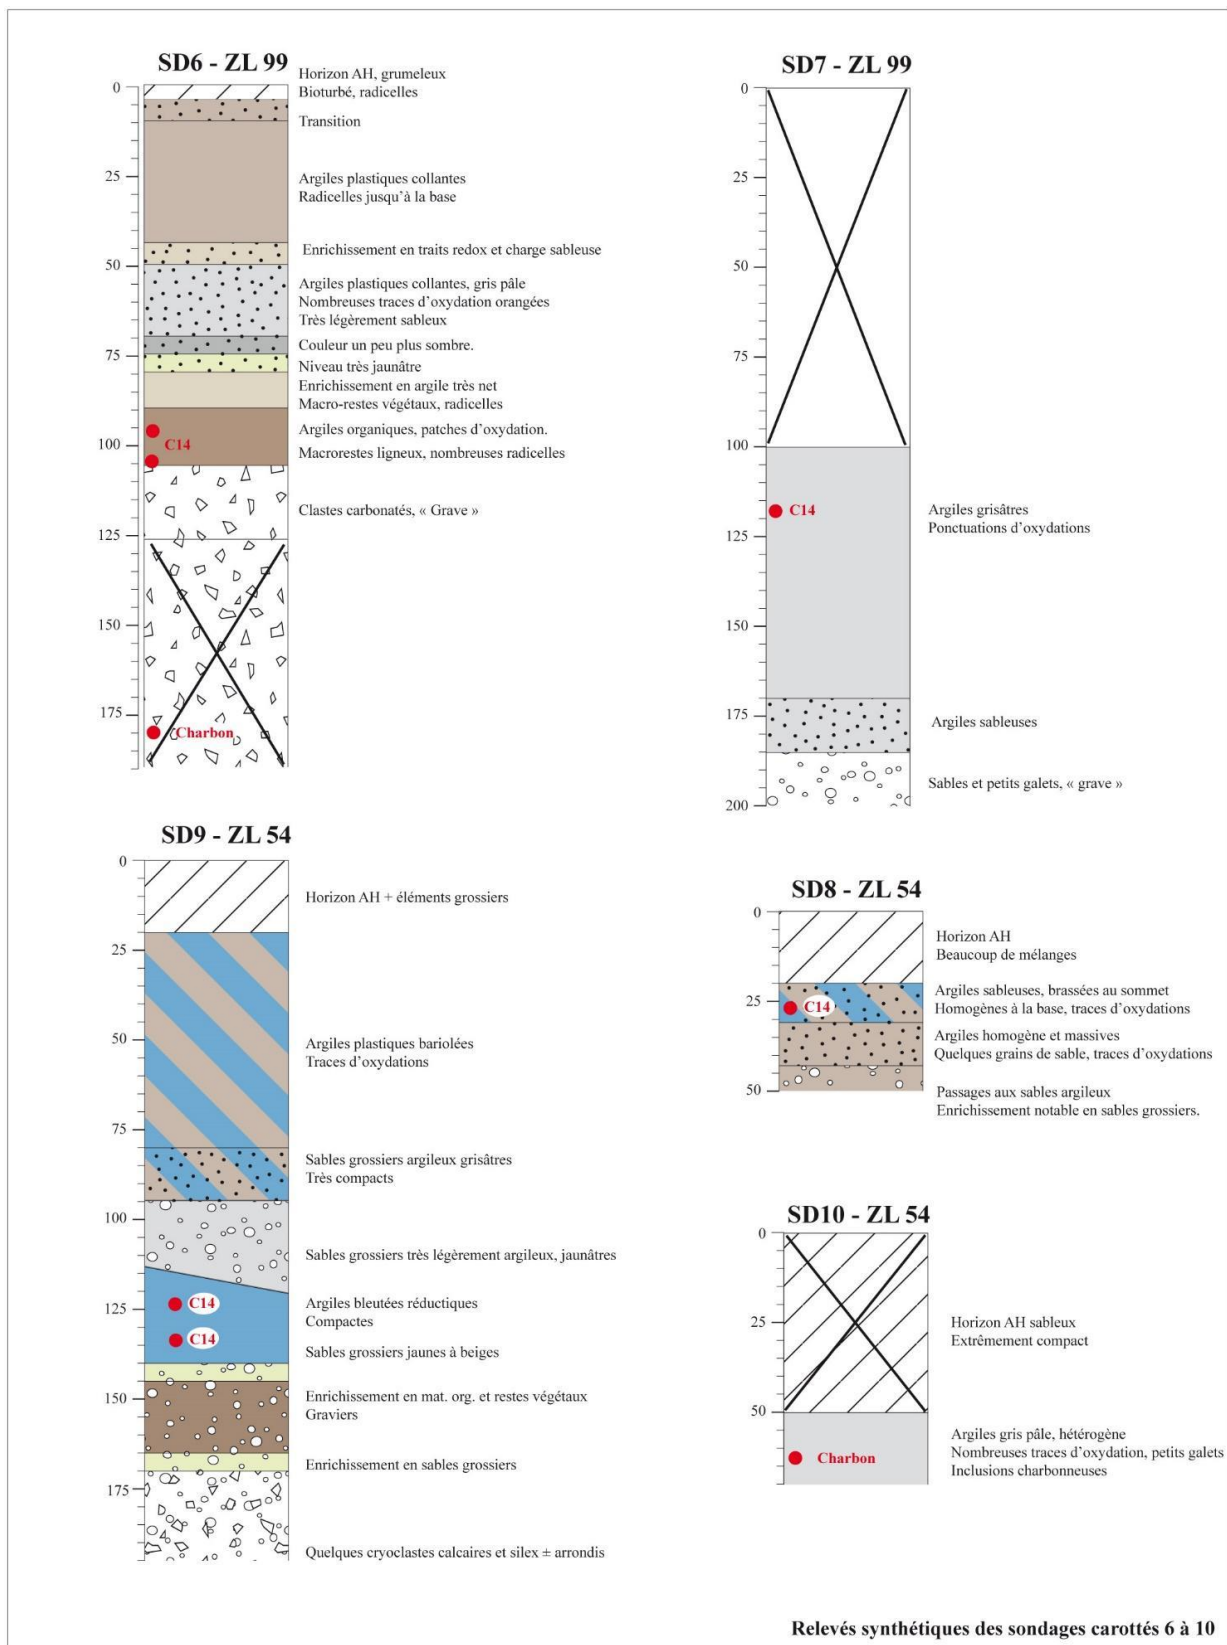 SD6 - ZL 99
Horizon AH, grumeleux
Bioturbé, radicelles
Transition
Argiles plastiques collantes
Radicelles jusqu'à la base
Enrichissement en traits redox et charge sableuse
Argiles plastiques collantes, gris pâle
Nombreuses traces d'oxydation orangées
Très légèrement sableux
Couleur un peu plus sombre.
Niveau très jaunâtre
Enrichissement en argile très net
Macro-restes végétaux, radicelles
Argiles organiques, patches d'oxydation.
Macrorestes ligneux, nombreuses radicelles
Clastes carbonatés, « Grave »
0
25
50
75
100
125
150
175
C14
Charbon
SD7 - ZL 99
0
25
50
75
100
125
150
175
200
C14
Argiles grisâtres
Ponctuations d'oxydations
Argiles sableuses
Sables et petits galets, « grave »
SD9 - ZL 54
0
25
50
75
100
125
150
175
Horizon AH + éléments grossiers
Argiles plastiques bariolées
Traces d'oxydations
Sables grossiers argileux grisâtres
Très compacts
Sables grossiers très légèrement argileux, jaunâtres
C14
C14
Argiles bleutées réductiques
Compactes
Sables grossiers jaunes à beiges
Enrichissement en mat. org. et restes végétaux
Graviers
Enrichissement en sables grossiers
Quelques cryoclastes calcaires et silex ± arrondis
SD8 - ZL 54
0
25
50
Horizon AH
Beaucoup de mélanges
C14
Argiles sableuses, brassées au sommet
Homogènes à la base, traces d'oxydations
Argiles homogène et massives
Quelques grains de sable, traces d'oxydations
Passages aux sables argileux
Enrichissement notable en sables grossiers.
SD10 - ZL 54
0
25
50
Horizon AH sableux
Extrêmement compact
Charbon
Argiles gris pâle, hétérogène
Nombreuses traces d'oxydation, petits galets
Inclusions charbonneuses
Relevés synthétiques des sondages carottés 6 à 10